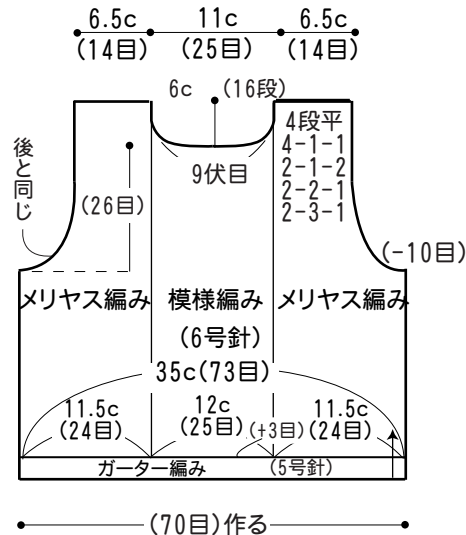 6.5c 11c 6.5c
(14目) (25目) (14目)
6c (16段)
4段平
4-1-1
2-1-2
2-2-1
2-3-1
9伏目
後と同じ
(26目)
(-10目)
メリヤス編み 模様編み メリヤス編み
(6号針)
35c(73目)
11.5c 12c 11.5c
(24目) (25目) (+3目) (24目)
ガーター編み (5号針)
(70目)作る